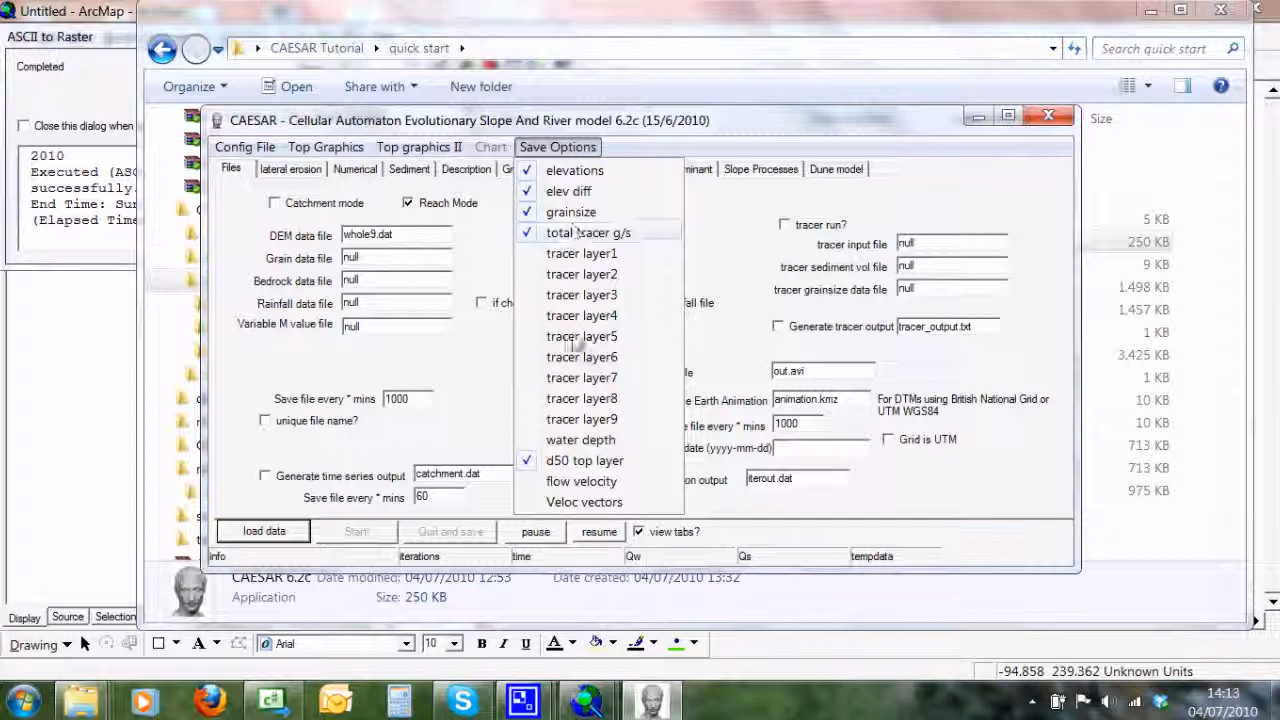 Untitled - ArcMap
ASCII to Raster
Completed
Close this dialog when
2010
Executed (ASC
successfully.
End Time: Sun
(Elapsed Time
CAESAR Tutorial
quick start
Search quick start
Organize
Open
Share with
New folder
Size
CAESAR - Cellular Automaton Evolutionary Slope And River model 6.2c (15/6/2010)
Config File
Top Graphics
Top graphics II
Chart
Save Options
Files
lateral erosion
Numerical
Sediment
Description
Slope Processes
Dune model
Catchment mode
Reach Mode
DEM data file
whole9.dat
Grain data file
null
Bedrock data file
null
Rainfall data file
null
if ch
fall file
Variable M value file
null
Save file every * mins
1000
unique file name?
Generate time series output
catchment.dat
Save file every * mins
60
elevations
elev diff
grainsize
total tracer g/s
tracer layer1
tracer layer2
tracer layer3
tracer layer4
tracer layer5
tracer layer6
tracer layer7
tracer layer8
tracer layer9
water depth
d50 top layer
flow velocity
Veloc vectors
tracer run?
tracer input file
null
tracer sediment vol file
null
tracer grainsize data file
null
Generate tracer output
tracer_output.txt
le
out.avi
e Earth Animation
animation.kmz
For DTMs using British National Grid or
UTM WGS84
file every * mins
1000
date (yyyy-mm-dd)
Grid is UTM
on output
iterout.dat
load data
Start!
Quit and save
pause
resume
view tabs?
info
iterations
time
Qw
Qs
tempdata
5 KB
250 KB
9 KB
1,498 KB
1,457 KB
1 KB
3,425 KB
10 KB
10 KB
713 KB
713 KB
975 KB
CAESAR 6.2c
Date modified: 04/07/2010 12:53
Date created: 04/07/2010 13:32
Application
Size: 250 KB
Display
Source
Selection
Drawing
A
Arial
10
B
I
U
A
-94.858 239.362 Unknown Units
14:13
04/07/2010